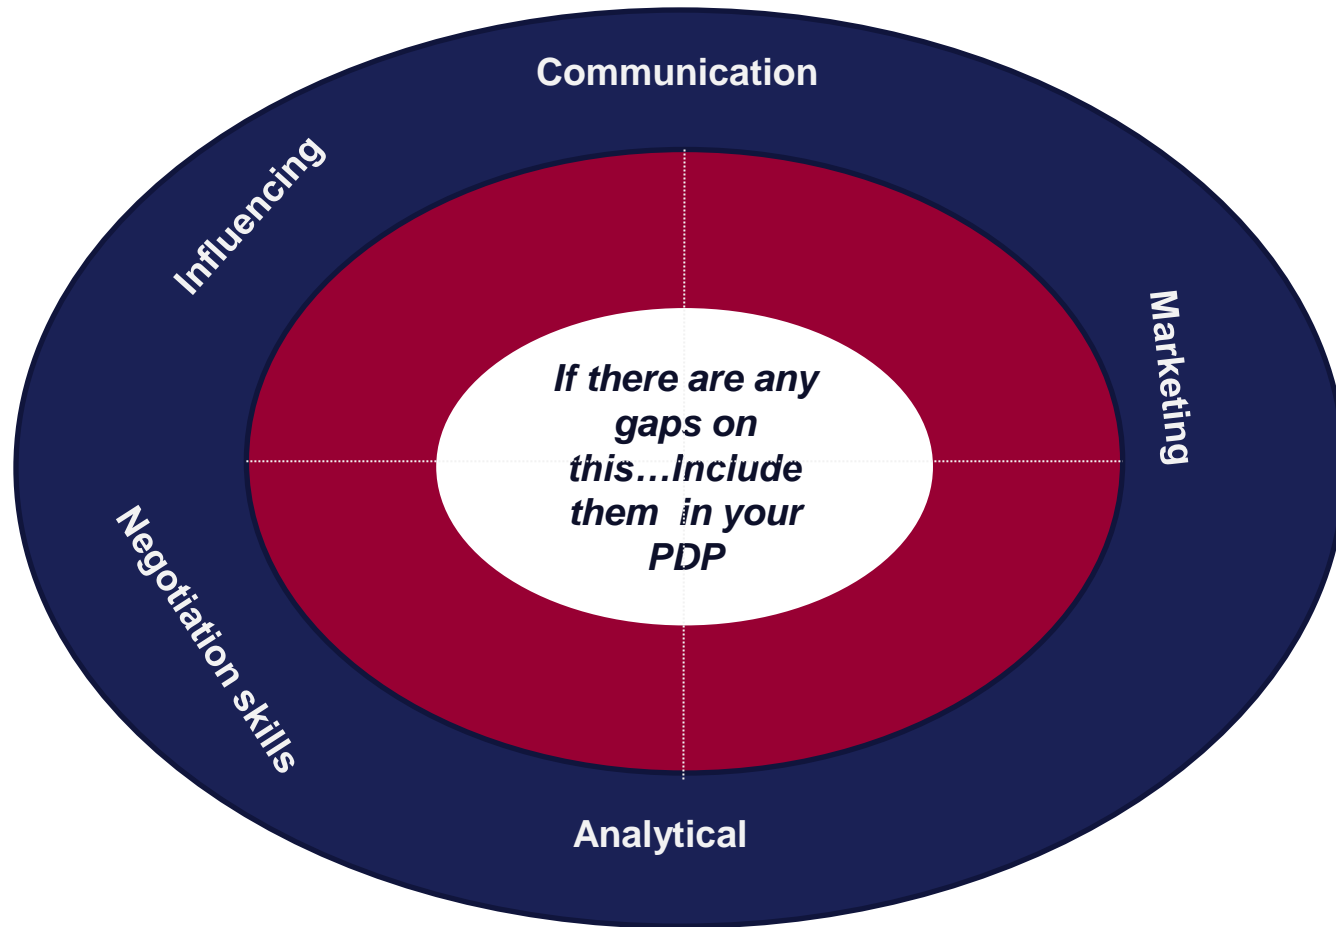 Communication
Influencing
Marketing
If there are any
gaps on
this...Include
them in your
PDP
Negotiation skills
Analytical